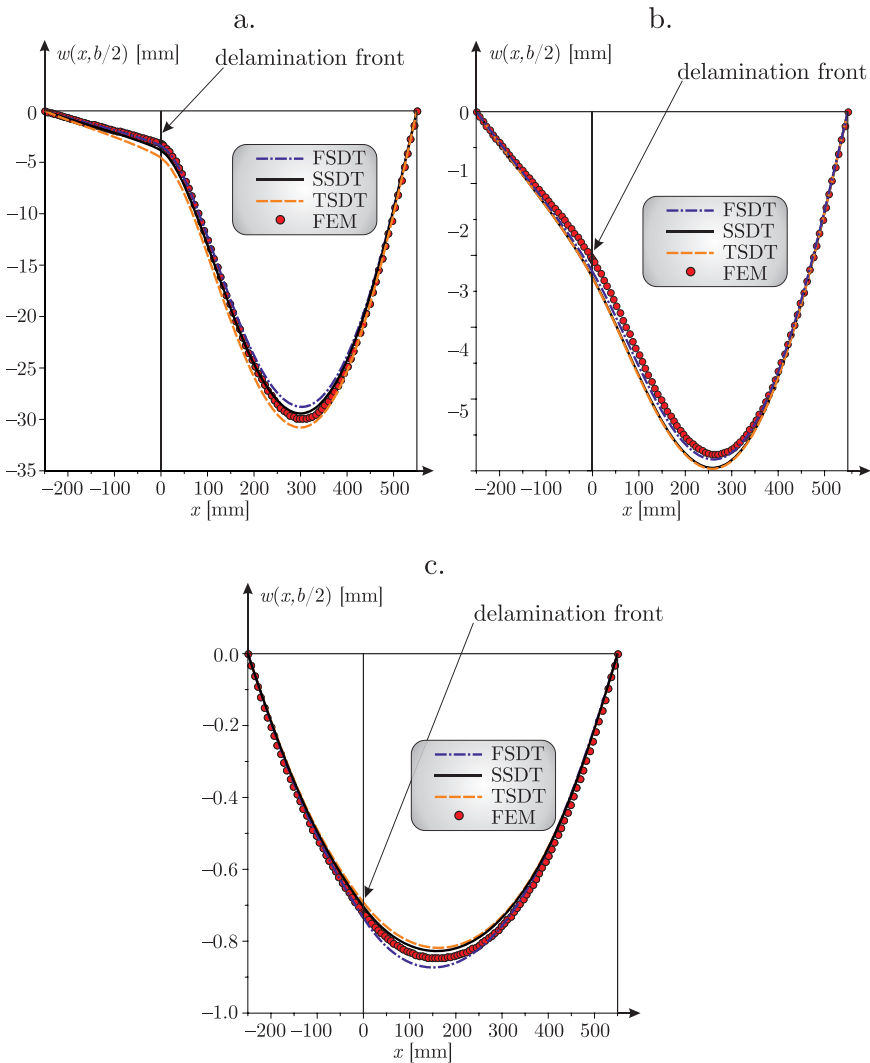 a.
w(x,b/2) [mm]
delamination front
0
−5
−10
−15
−20
−25
−30
−35
FSDT
SSDT
TSDT
FEM
−200 −100 0 100 200 300 400 500
x [mm]
b.
w(x,b/2) [mm]
delamination front
0
−1
−2
−3
−4
−5
FSDT
SSDT
TSDT
FEM
−200 −100 0 100 200 300 400 500
x [mm]
c.
w(x,b/2) [mm]
delamination front
0.0
−0.2
−0.4
−0.6
−0.8
−1.0
FSDT
SSDT
TSDT
FEM
−200 −100 0 100 200 300 400 500
x [mm]